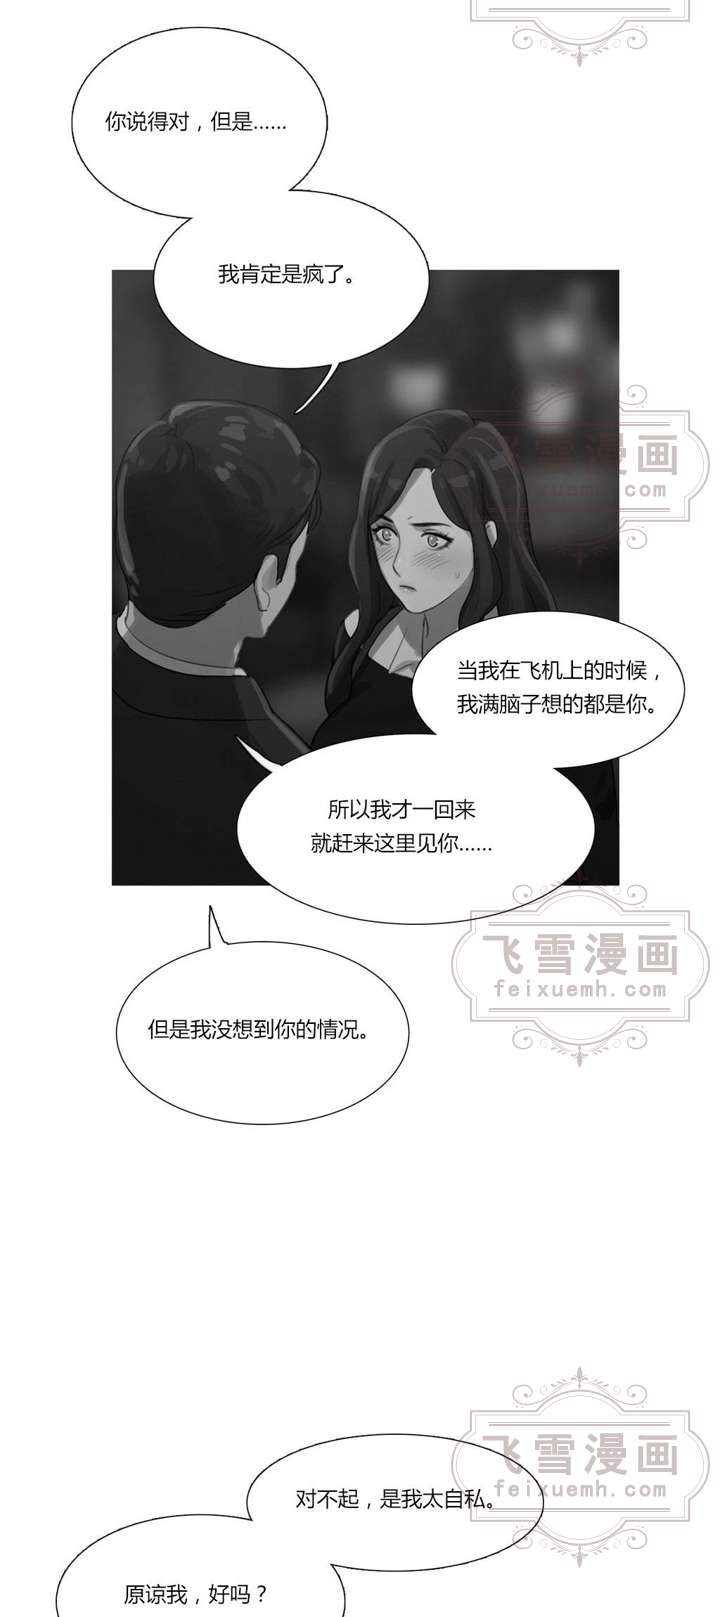 你说得对，但是……
我肯定是疯了。
飞雪漫画
feixuemh.com
当我在飞机上的时候，
我满脑子想的都是你。
所以我才一回来
就赶来这里见你……
飞雪漫画
feixuemh.com
但是我没想到你的情况。
飞雪漫画
feixuemh.com
对不起，是我太自私。
原谅我，好吗？